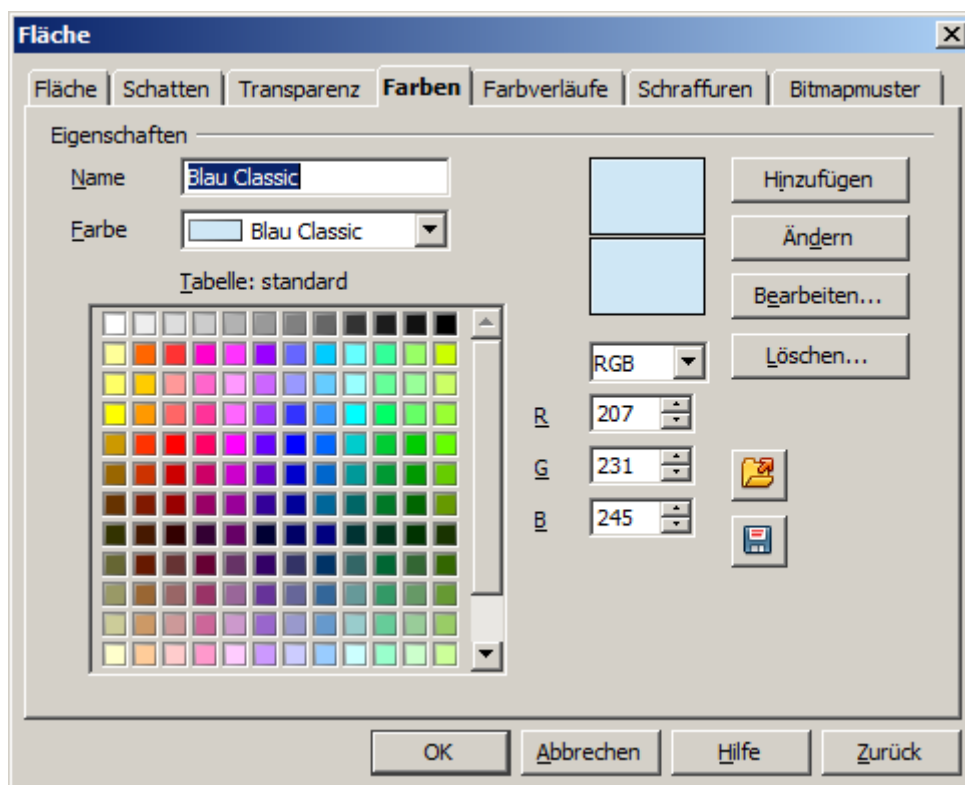 Fläche
Fläche Schatten Transparenz Farben Farbverläufe Schraffuren Bitmapmuster
Eigenschaften
Name Blau Classic Hinzufügen
Farbe Blau Classic Ändern
Tabelle: standard Bearbeiten...
RGB Löschen...
R 207
G 231
B 245
OK Abbrechen Hilfe Zurück